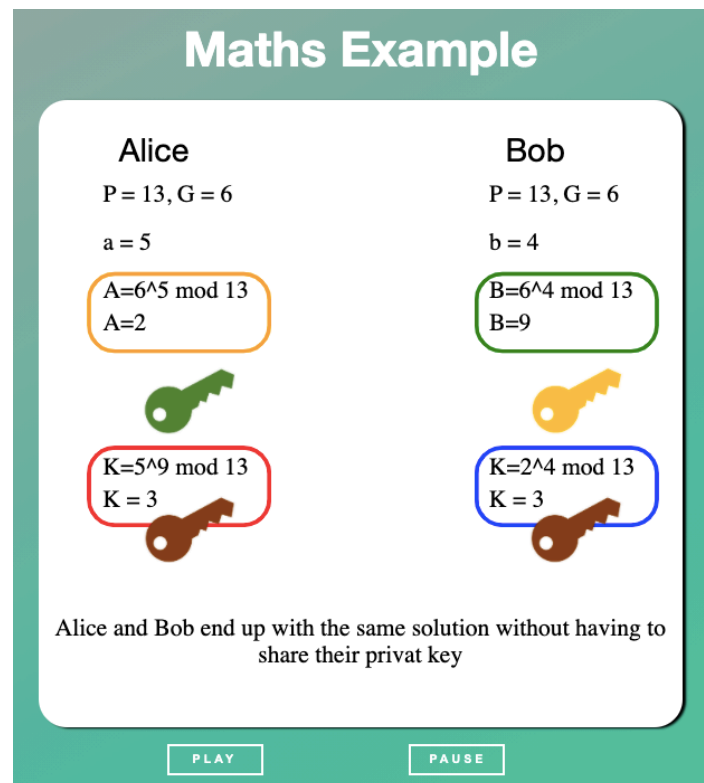 Maths Example
Alice
P = 13, G = 6
a = 5
A=6^5 mod 13
A=2
K=5^9 mod 13
K = 3
Bob
P = 13, G = 6
b = 4
B=6^4 mod 13
B=9
K=2^4 mod 13
K = 3
Alice and Bob end up with the same solution without having to
share their privat key
PLAY
PAUSE